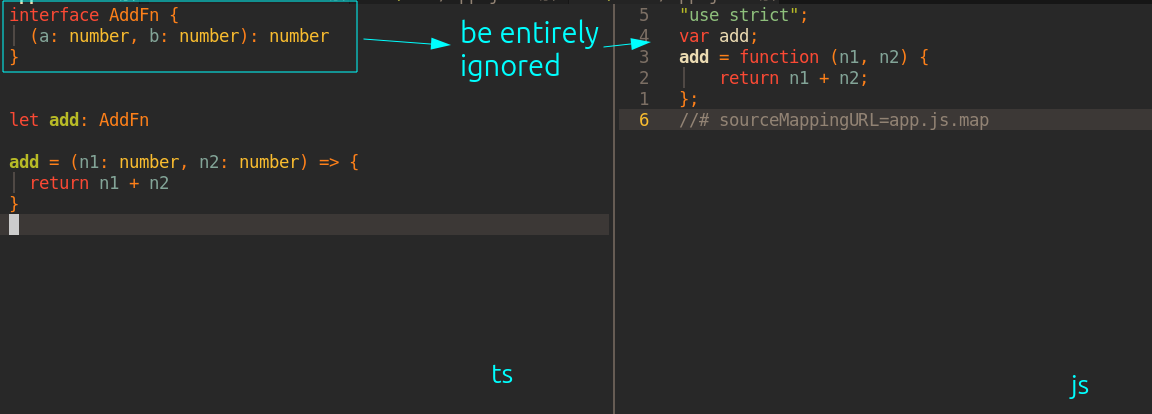 interface AddFn {
(a: number, b: number): number
}
let add: AddFn
add = (n1: number, n2: number) => {
return n1 + n2
}
be entirely
ignored
ts
5 "use strict";
4 var add;
3 add = function (n1, n2) {
2 return n1 + n2;
1 };
6 //# sourceMappingURL=app.js.map
js